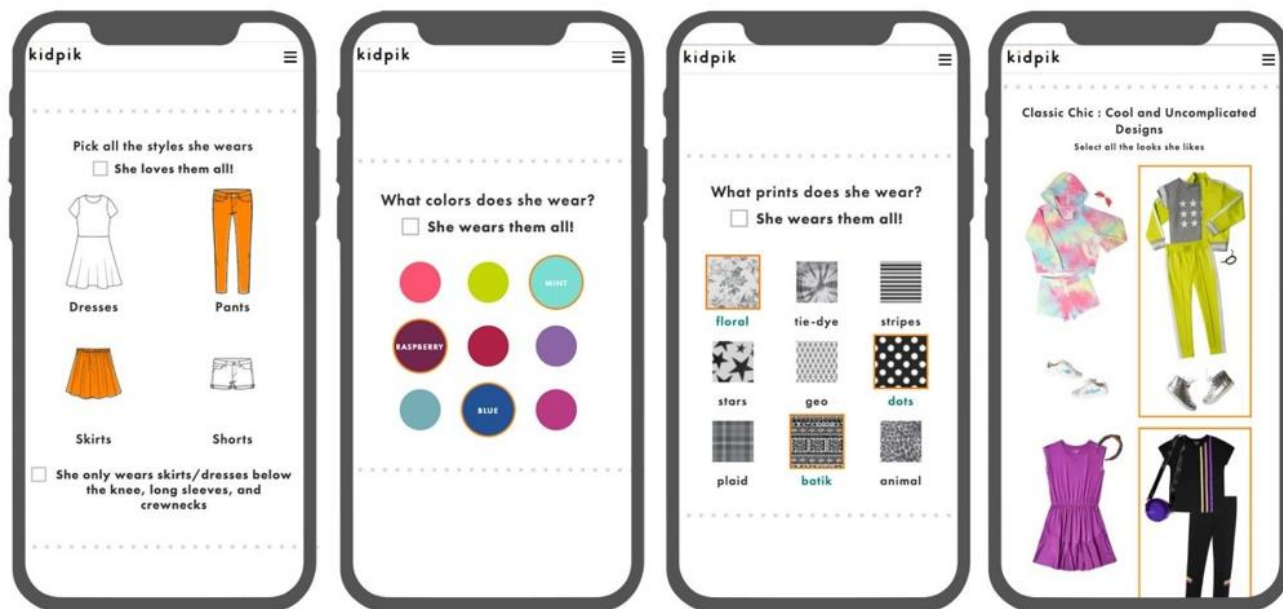 kidpik
Pick all the styles she wears
She loves them all!
Dresses
Pants
Skirts
Shorts
She only wears skirts/dresses below
the knee, long sleeves, and
crewnecks
kidpik
What colors does she wear?
She wears them all!
MINT
RASPBERRY
BLUE
kidpik
What prints does she wear?
She wears them all!
floral
tie-dye
stripes
stars
geo
dots
plaid
batik
animal
kidpik
Classic Chic : Cool and Uncomplicated
Designs
Select all the looks she likes